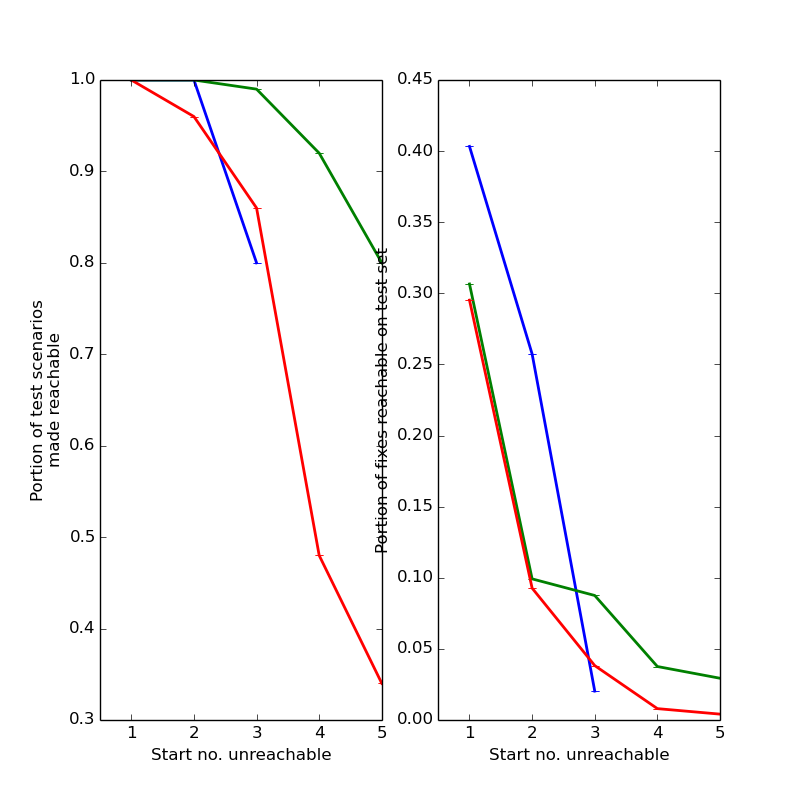 1.0
0.9
0.8
0.7
0.6
0.5
0.4
0.3
Portion of test scenarios
made reachable
1 2 3 4 5
Start no. unreachable
0.45
0.40
0.35
0.30
0.25
0.20
0.15
0.10
0.05
0.00
Portion of fixes reachable on test set
1 2 3 4 5
Start no. unreachable